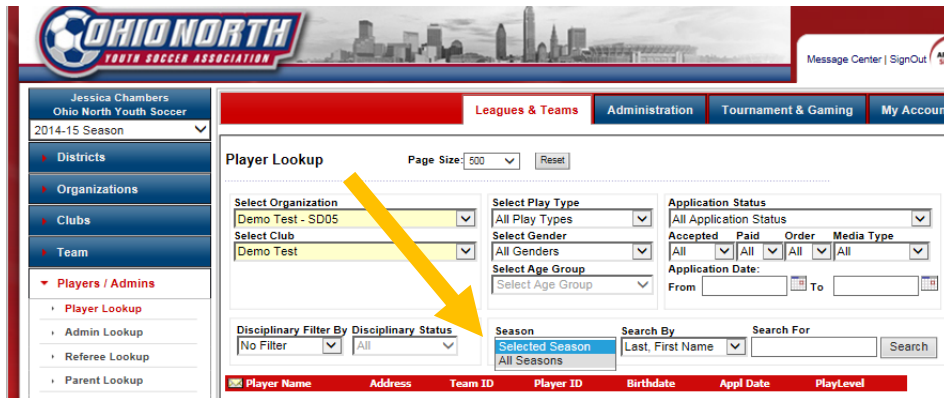 OHIO NORTH
YOUTH SOCCER ASSOCIATION
Message Center | SignOut
Jessica Chambers
Ohio North Youth Soccer
2014-15 Season
Leagues & Teams Administration Tournament & Gaming My Accoun
Districts
Organizations
Clubs
Team
Players / Admins
Player Lookup
Admin Lookup
Referee Lookup
Parent Lookup
Player Lookup Page Size: 500 Reset
Select Organization Select Play Type Application Status
Demo Test - SD05 All Play Types All Application Status
Select Club Select Gender Accepted Paid Order Media Type
Demo Test All Genders All All All All
Select Age Group Application Date:
Select Age Group From To
Disciplinary Filter By Disciplinary Status Season Search By Search For
No Filter All Selected Season Last, First Name Search
All Seasons
Player Name Address Team ID Player ID Birthdate Appl Date PlayLevel